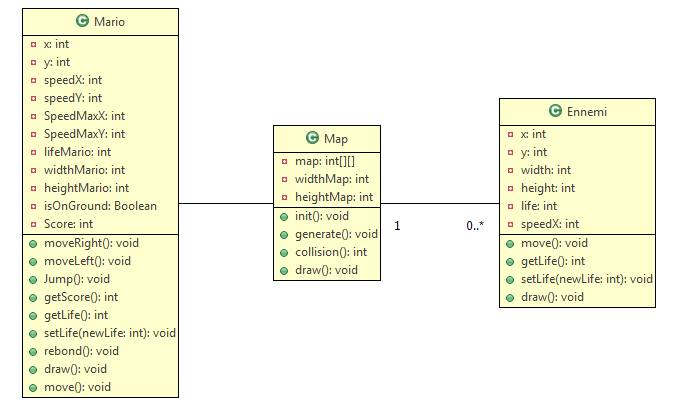 C Mario
x: int
y: int
speedX: int
speedY: int
SpeedMaxX: int
SpeedMaxY: int
lifeMario: int
widthMario: int
heightMario: int
isOnGround: Boolean
Score: int
moveRight(): void
moveLeft(): void
Jump(): void
getScore(): int
getLife(): int
setLife(newLife: int): void
rebond(): void
draw(): void
move(): void
C Map
map: int[][]
widthMap: int
heightMap: int
init(): void
generate(): void
collision(): int
draw(): void
1
0..*
C Ennemi
x: int
y: int
width: int
height: int
life: int
speedX: int
move(): void
getLife(): int
setLife(newLife: int): void
draw(): void